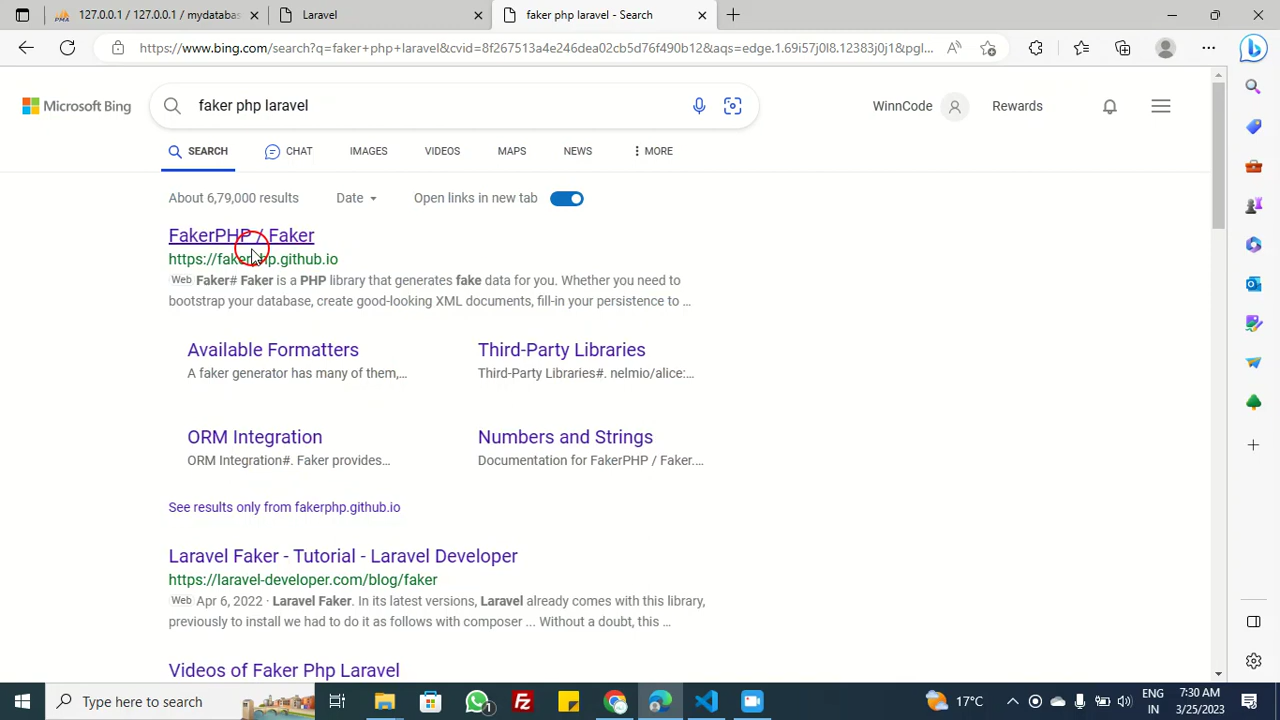 127.0.0.1 / 127.0.0.1 / mydatabas
Laravel
faker php laravel - Search
https://www.bing.com/search?q=faker+php+laravel&cvid=8f267513a4e246dea02cb5d76f490b12&aqs=edge.1.69i57j0l8.12383j0j1&pgl...
Microsoft Bing
faker php laravel
WinnCode
Rewards
SEARCH
CHAT
IMAGES
VIDEOS
MAPS
NEWS
MORE
About 6,79,000 results
Date
Open links in new tab
FakerPHP / Faker
https://fakerphp.github.io
Web Faker# Faker is a PHP library that generates fake data for you. Whether you need to
bootstrap your database, create good-looking XML documents, fill-in your persistence to ...
Available Formatters
A faker generator has many of them,...
Third-Party Libraries
Third-Party Libraries#. nelmio/alice:...
ORM Integration
ORM Integration#. Faker provides...
Numbers and Strings
Documentation for FakerPHP / Faker....
See results only from fakerphp.github.io
Laravel Faker - Tutorial - Laravel Developer
https://laravel-developer.com/blog/faker
Web Apr 6, 2022 · Laravel Faker. In its latest versions, Laravel already comes with this library,
previously to install we had to do it as follows with composer ... Without a doubt, this ...
Videos of Faker Php Laravel
Type here to search
1
17°C
ENG
IN
7:30 AM
3/25/2023